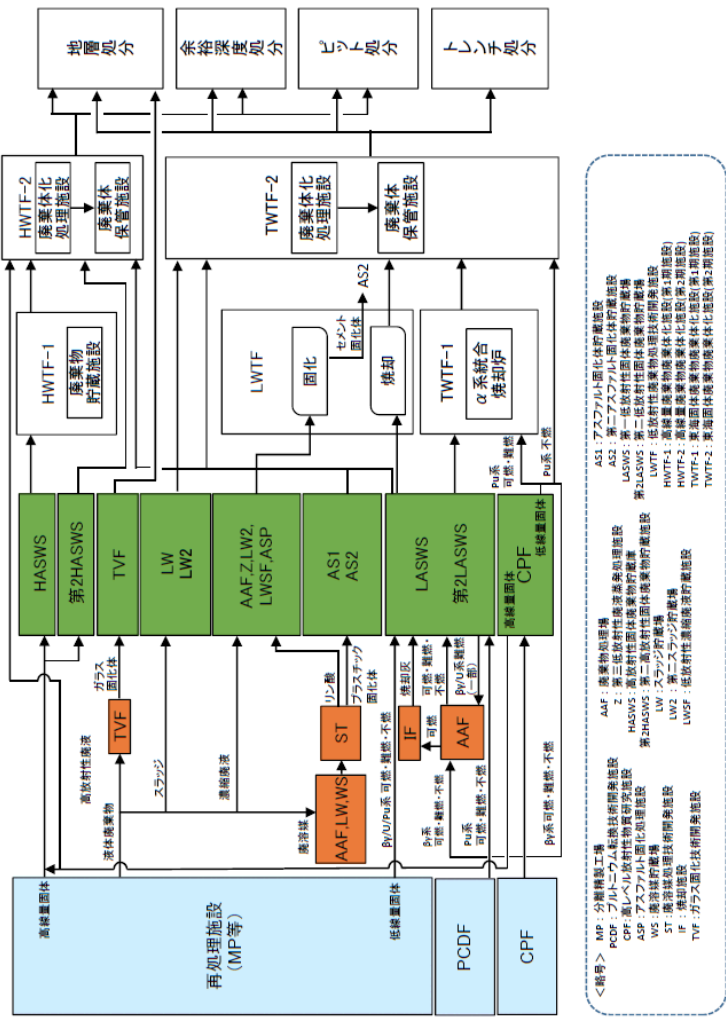 地層処分
余裕深度処分
ピット処分
トレンチ処分
HWTF-2
廃棄体化
処理施設
廃棄体
保管施設
TWTF-2
廃棄体化
処理施設
廃棄体
保管施設
HWTF-1
廃棄物
貯蔵施設
LWTF
固化
セメント
固化体
AS2
焼却
TWTF-1
α系統合
焼却炉
Pu系
可燃・難燃
Pu系 不燃
HASWS
第2HASWS
TVF
LW
LW2
AAF,Z,LW2,
LWSF,ASP
AS1
AS2
LASWS
第2LASWS
高線量固体
CPF
低線量固体
高放射性廃液
ガラス
固化体
TVF
液体廃棄物
スラッジ
濃縮廃液
廃溶媒
AAF,LW,WS
ST
リン酸
プラスチック
固化体
βγ/U/Pu系 可燃・難燃・不燃
焼却灰
IF
可燃
可燃・難燃・
不燃
AAF
βγ/U系難燃
(一部)
βγ系
可燃・難燃・不燃
Pu系
可燃・難燃・不燃
βγ系可燃・難燃・不燃
高線量固体
再処理施設
(MP等)
低線量固体
PCDF
CPF
<略号>
MP:分離精製工場
PCDF:プルトニウム転換技術開発施設
CPF:高レベル放射性物質研究施設
ASP:アスファルト固化処理施設
WS:廃溶媒貯蔵場
ST:廃溶媒処理技術開発施設
IF:焼却施設
TVF:ガラス固化技術開発施設
AAF:廃棄物処理場
Z:第三低放射性廃液蒸発処理施設
HASWS:高放射性固体廃棄物貯蔵庫
第2HASWS:第二高放射性固体廃棄物貯蔵施設
LW:スラッジ貯蔵場
LW2:第二スラッジ貯蔵場
LWSF:低放射性濃縮廃液貯蔵施設
AS1:アスファルト固化体貯蔵施設
AS2:第二アスファルト固化体貯蔵施設
LASWS:第一低放射性固体廃棄物貯蔵場
第2LASWS:第二低放射性固体廃棄物貯蔵場
LWTF:低放射性廃棄物処理技術開発施設
HWTF-1:高線量廃棄物廃棄体化施設(第1期施設)
HWTF-2:高線量廃棄物廃棄体化施設(第2期施設)
TWTF-1:東海固体廃棄物廃棄体化施設(第1期施設)
TWTF-2:東海固体廃棄物廃棄体化施設(第2期施設)